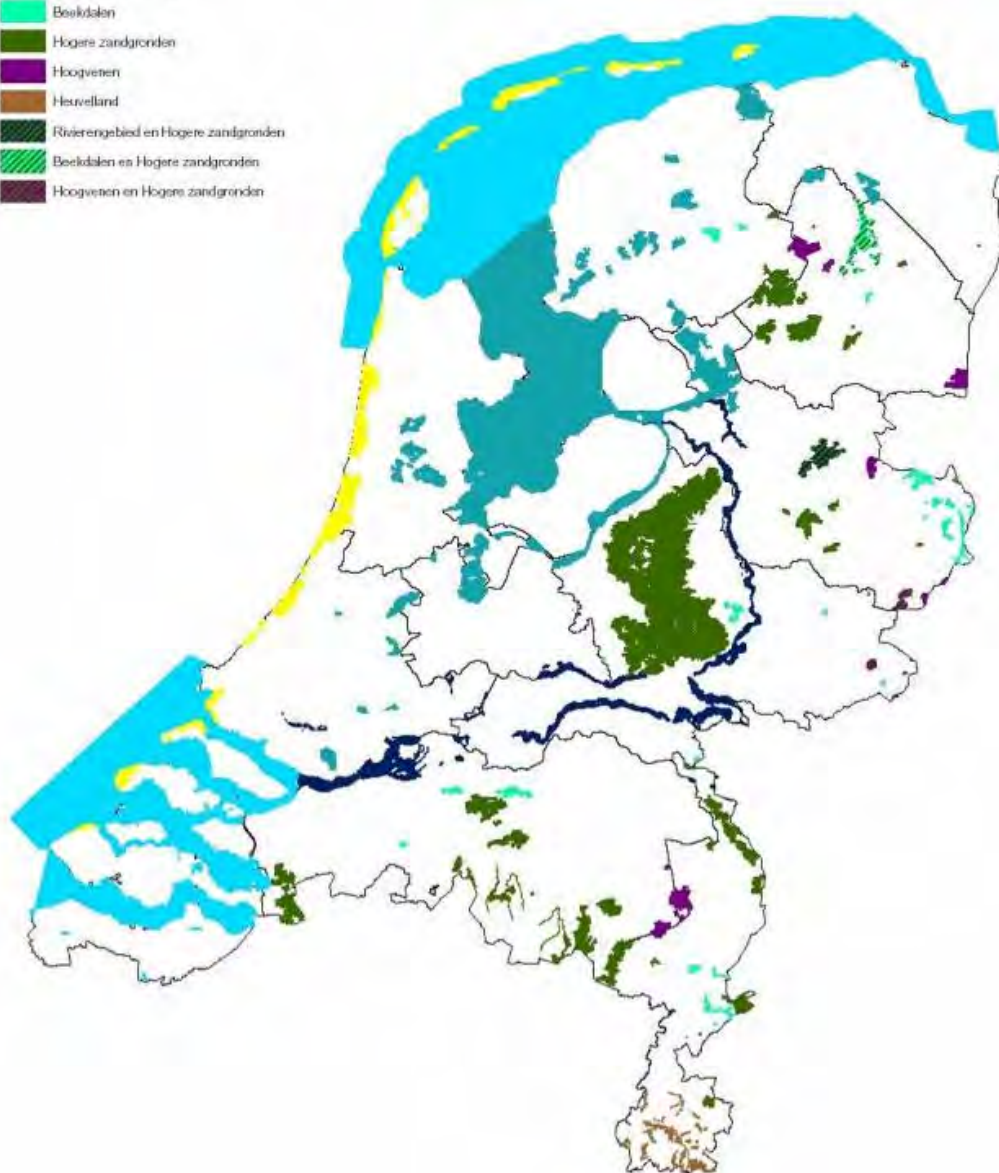 Beekdalen
Hogere zandgronden
Hoogvenen
Heuvelland
Rivierengebied en Hogere zandgronden
Beekdalen en Hogere zandgronden
Hoogvenen en Hogere zandgronden